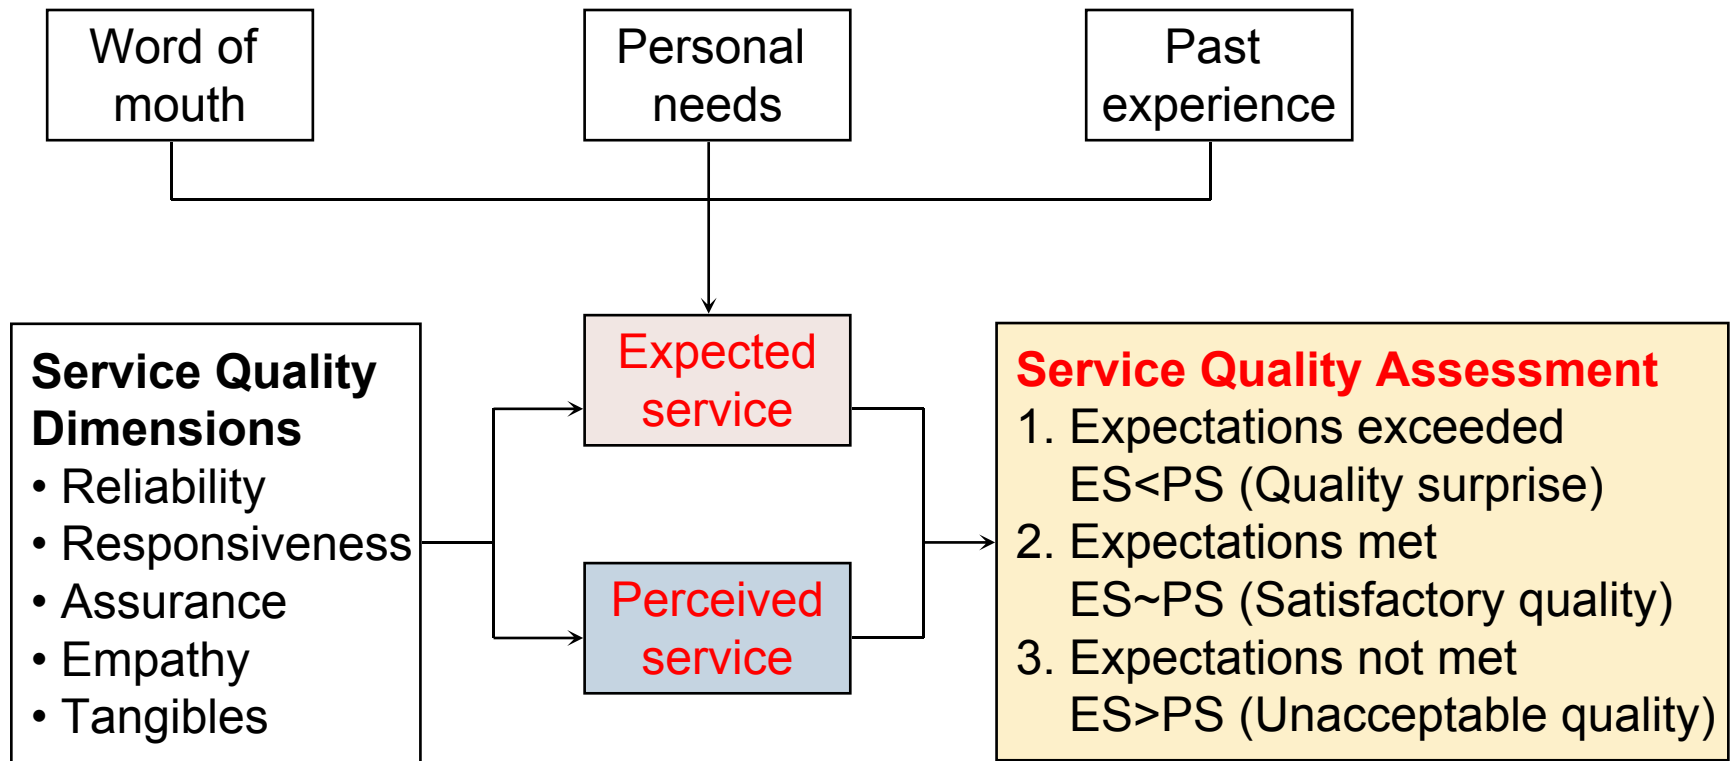 Word of
mouth
Personal
needs
Past
experience
Service Quality
Dimensions
• Reliability
• Responsiveness
• Assurance
• Empathy
• Tangibles
Expected
service
Perceived
service
Service Quality Assessment
1. Expectations exceeded
ES<PS (Quality surprise)
2. Expectations met
ES~PS (Satisfactory quality)
3. Expectations not met
ES>PS (Unacceptable quality)